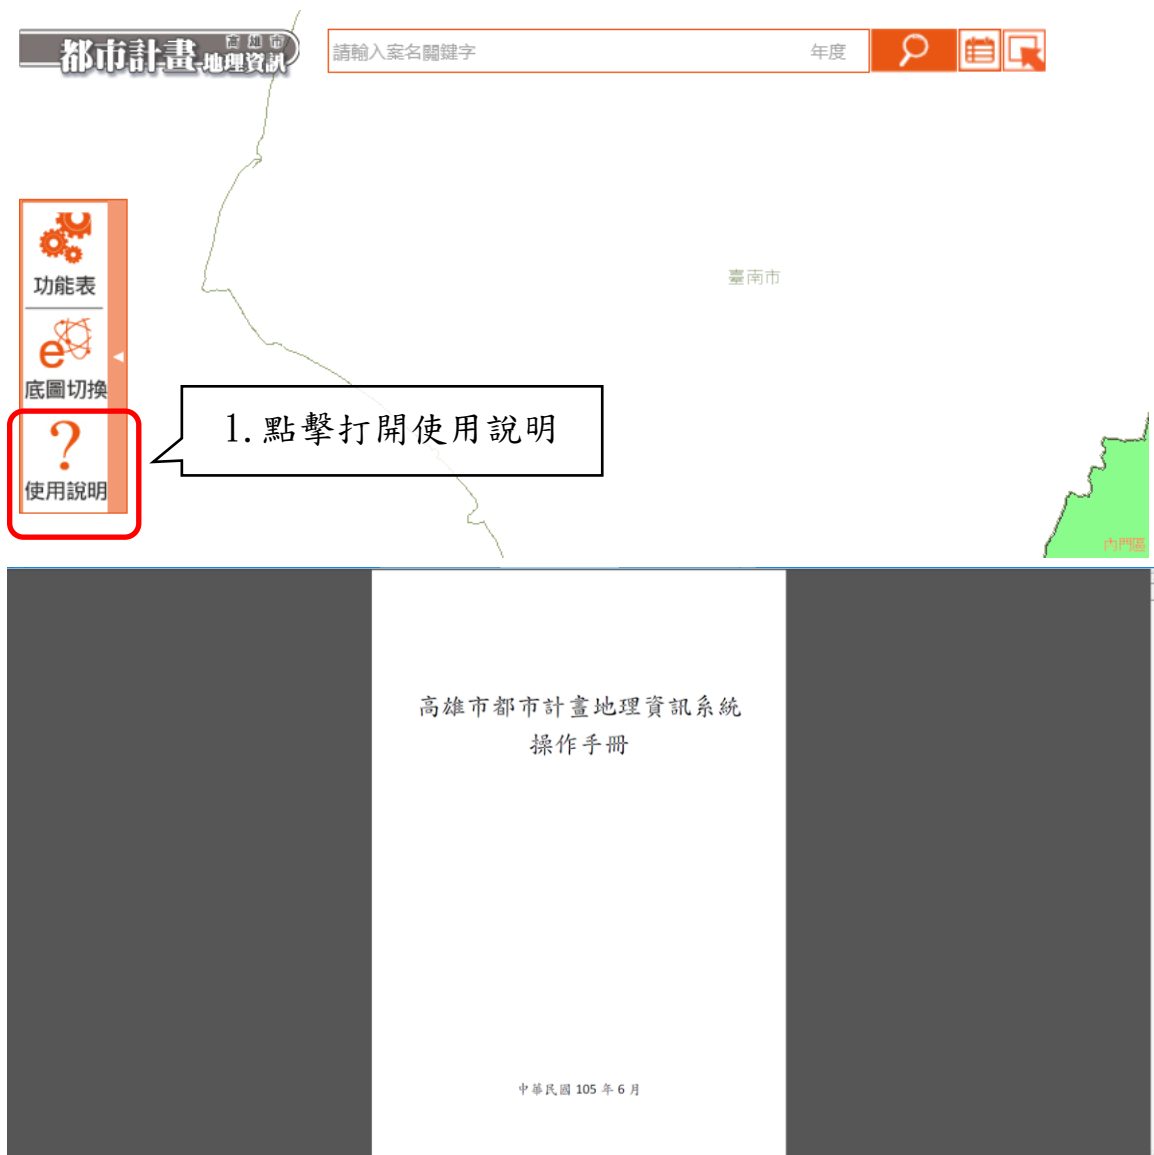 高雄市
都市計畫地理資訊
請輸入案名關鍵字 年度
臺南市
功能表
底圖切換
使用說明
1.點擊打開使用說明
內門區
高雄市都市計畫地理資訊系統
操作手冊
中華民國 105 年 6 月